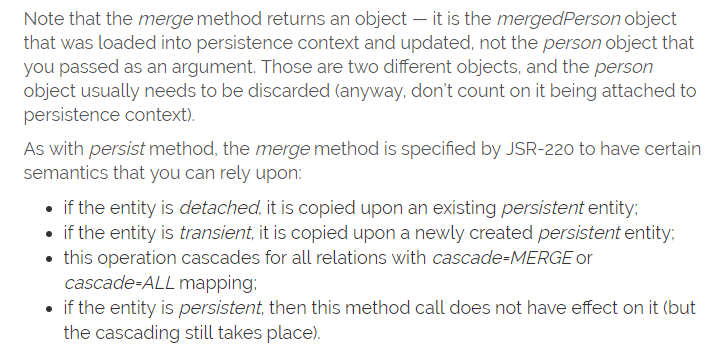 Note that the merge method returns an object — it is the mergedPerson object
that was loaded into persistence context and updated, not the person object that
you passed as an argument. Those are two different objects, and the person
object usually needs to be discarded (anyway, don't count on it being attached to
persistence context).
As with persist method, the merge method is specified by JSR-220 to have certain
semantics that you can rely upon:
• if the entity is detached, it is copied upon an existing persistent entity;
• if the entity is transient, it is copied upon a newly created persistent entity;
• this operation cascades for all relations with cascade=MERGE or
cascade=ALL mapping;
• if the entity is persistent, then this method call does not have effect on it (but
the cascading still takes place).